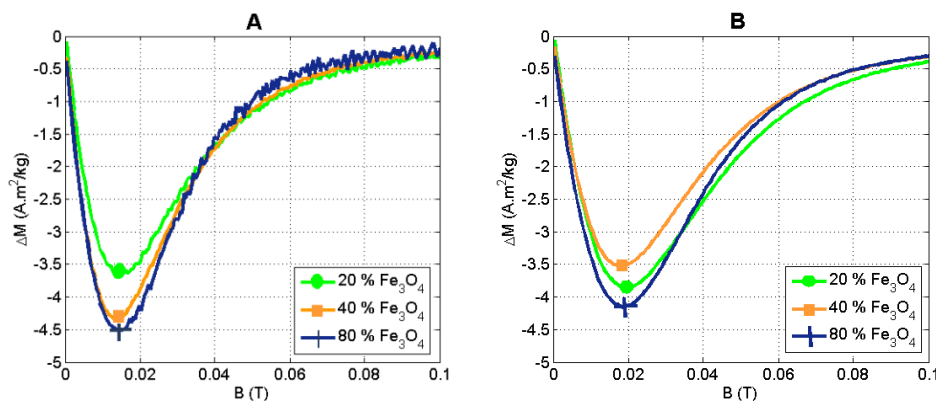 A
0
-0.5
-1
-1.5
-2
-2.5
-3
-3.5
-4
-4.5
-5
ΔM (A.m²/kg)
0 0.02 0.04 0.06 0.08 0.1
B (T)
20 % Fe₃O₄
40 % Fe₃O₄
80 % Fe₃O₄
B
0
-0.5
-1
-1.5
-2
-2.5
-3
-3.5
-4
-4.5
-5
ΔM (A.m²/kg)
0 0.02 0.04 0.06 0.08 0.1
B (T)
20 % Fe₃O₄
40 % Fe₃O₄
80 % Fe₃O₄